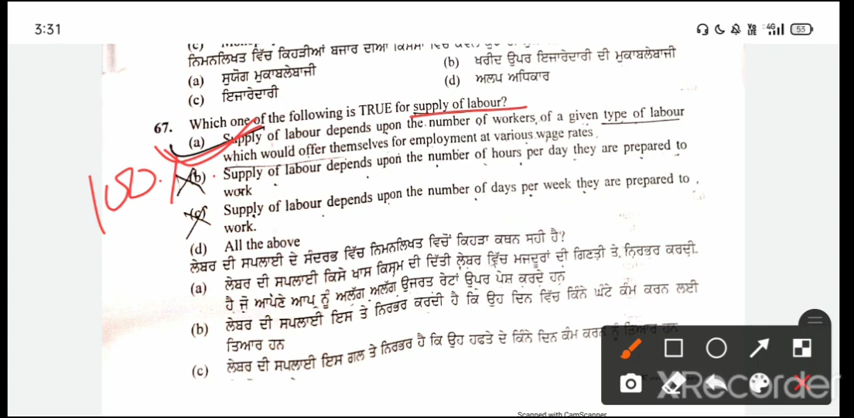 3:31
4G
53
ਨਿਮਨਲਿਖਤ ਵਿੱਚ ਕਿਹੜੀਆਂ ਬਜਾਰ ਦੀਆਂ
(a) ਸੁਯੋਗ ਮੁਕਾਬਲੇਬਾਜੀ
(b) ਖਰੀਦ ਉਪਰ ਇਜਾਰੇਦਾਰੀ ਦੀ ਮੁਕਾਬਲੇਬਾਜੀ
(c) ਇਜਾਰੇਦਾਰੀ
(d) ਅਲਪ ਅਧਿਕਾਰ
67. Which one of the following is TRUE for supply of labour?
(a) Supply of labour depends upon the number of workers of a given type of labour
which would offer themselves for employment at various wage rates
(b) Supply of labour depends upon the number of hours per day they are prepared to
work
Supply of labour depends upon the number of days per week they are prepared to
work.
(d) All the above
ਲੇਬਰ ਦੀ ਸਪਲਾਈ ਦੇ ਸੰਦਰਭ ਵਿੱਚ ਨਿਮਨਲਿਖਤ ਵਿਚੋਂ ਕਿਹੜਾ ਕਥਨ ਸਹੀ ਹੈ?
(a) ਲੇਬਰ ਦੀ ਸਪਲਾਈ ਕਿਸੇ ਖਾਸ ਕਿਸਮ ਦੀ ਦਿੱਤੀ ਲੇਬਰ ਵਿੱਚ ਮਜਦੂਰਾਂ ਦੀ ਗਿਣਤੀ ਤੇ ਨਿਰਭਰ ਕਰਦੀ
ਹੈ ਜੋ ਆਪਣੇ ਆਪ ਨੂੰ ਅਲੱਗ ਅਲੱਗ ਉਜਰਤ ਰੇਟਾਂ ਉਪਰ ਪੇਸ਼ ਕਰਦੇ ਹਨ
(b) ਲੇਬਰ ਦੀ ਸਪਲਾਈ ਇਸ ਤੇ ਨਿਰਭਰ ਕਰਦੀ ਹੈ ਕਿ ਉਹ ਦਿਨ ਵਿੱਚ ਕਿੰਨੇ ਘੰਟੇ ਕੰਮ ਕਰਨ ਲਈ
ਤਿਆਰ ਹਨ
(c) ਲੇਬਰ ਦੀ ਸਪਲਾਈ ਇਸ ਗਲ ਤੇ ਨਿਰਭਰ ਹੈ ਕਿ ਉਹ ਹਫਤੇ ਦੇ ਕਿੰਨੇ ਦਿਨ ਕੰਮ ਕਰਨ ਨੂੰ ਤਿਆਰ ਹਨ
XRecorder
Scanned with CamScanner